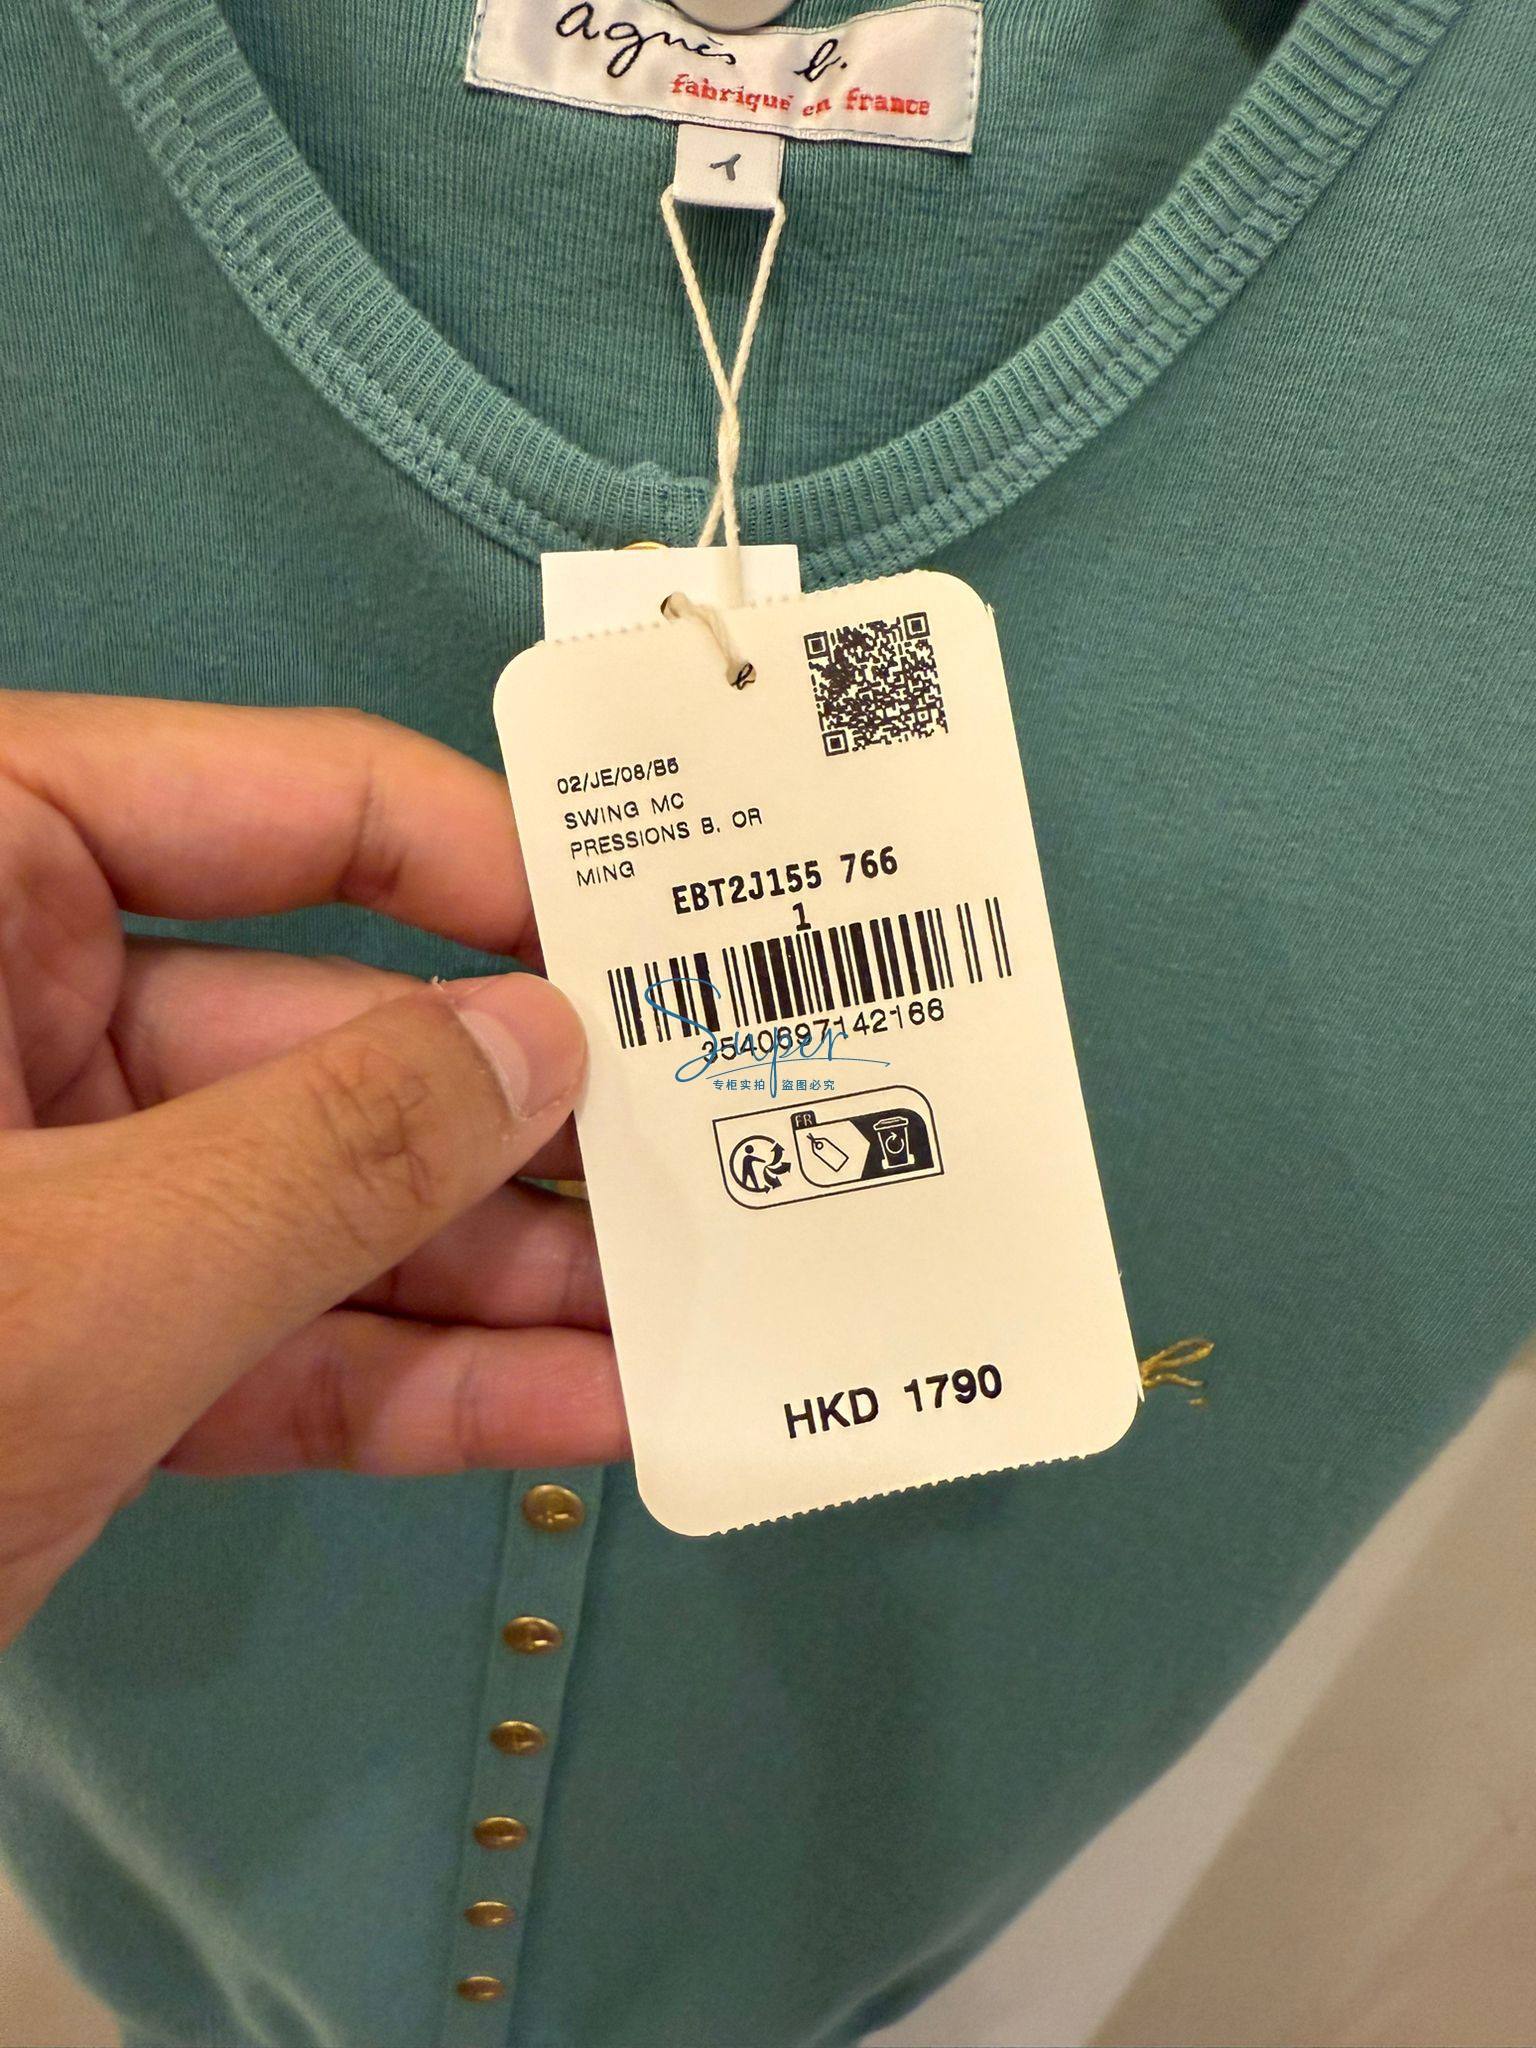 agnès b.
fabriqué en france
1
02/JE/08/B5
SWING MC
PRESSIONS B. OR
MING
EBT2J155 766
1
3540697142166
Super
专柜实拍 盗图必究
FR
HKD 1790